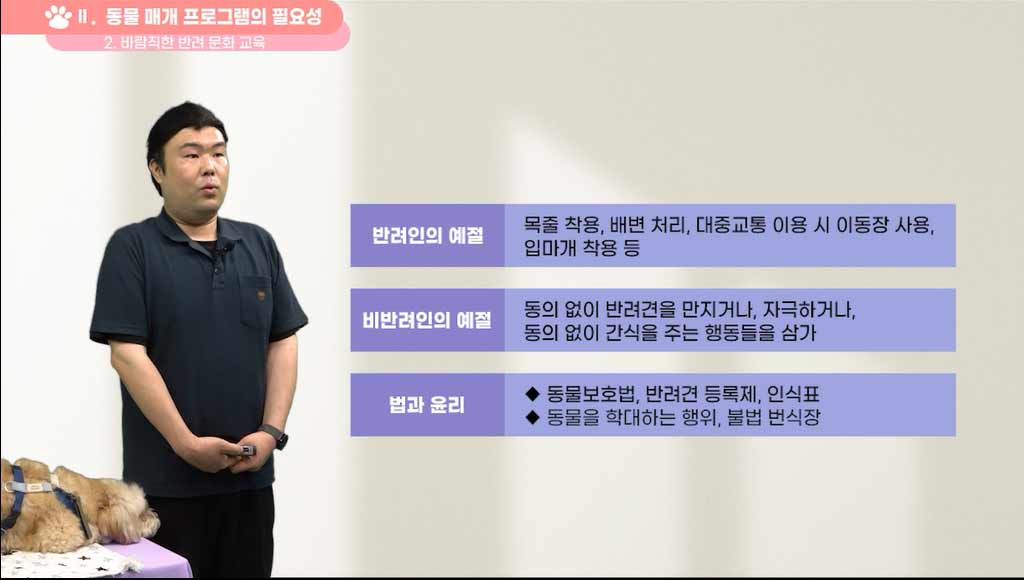 II. 동물 매개 프로그램의 필요성
2. 바람직한 반려 문화 교육
반려인의 예절
목줄 착용, 배변 처리, 대중교통 이용 시 이동장 사용,
입마개 착용 등
비반려인의 예절
동의 없이 반려견을 만지거나, 자극하거나,
동의 없이 간식을 주는 행동들을 삼가
법과 윤리
◆ 동물보호법, 반려견 등록제, 인식표
◆ 동물을 학대하는 행위, 불법 번식장